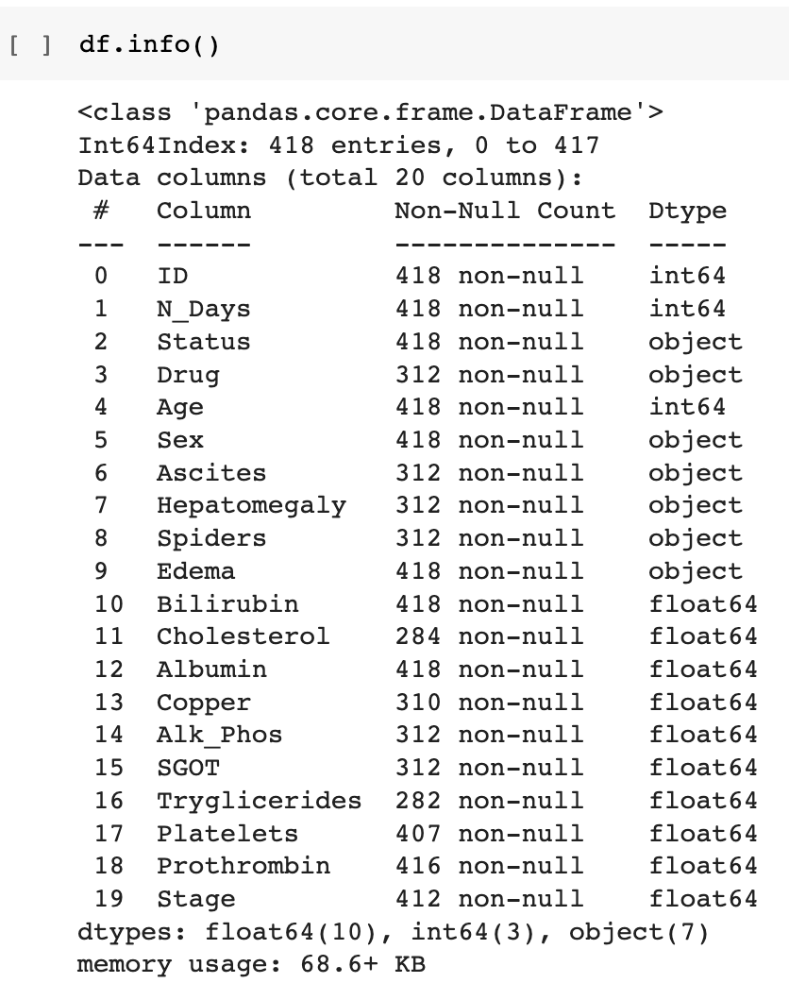 [ ] df.info()
<class 'pandas.core.frame.DataFrame'>
Int64Index: 418 entries, 0 to 417
Data columns (total 20 columns):
 #   Column         Non-Null Count  Dtype
---  ------         --------------  -----
 0   ID             418 non-null    int64
 1   N_Days         418 non-null    int64
 2   Status         418 non-null    object
 3   Drug           312 non-null    object
 4   Age            418 non-null    int64
 5   Sex            418 non-null    object
 6   Ascites        312 non-null    object
 7   Hepatomegaly   312 non-null    object
 8   Spiders        312 non-null    object
 9   Edema          418 non-null    object
 10  Bilirubin      418 non-null    float64
 11  Cholesterol    284 non-null    float64
 12  Albumin        418 non-null    float64
 13  Copper         310 non-null    float64
 14  Alk_Phos       312 non-null    float64
 15  SGOT           312 non-null    float64
 16  Tryglicerides  282 non-null    float64
 17  Platelets      407 non-null    float64
 18  Prothrombin    416 non-null    float64
 19  Stage          412 non-null    float64
dtypes: float64(10), int64(3), object(7)
memory usage: 68.6+ KB